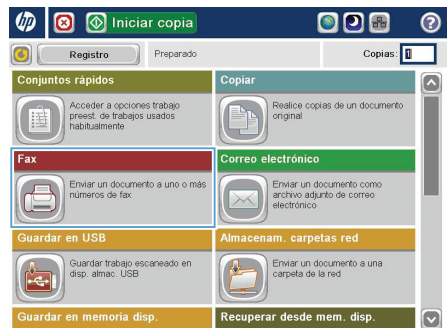 hp
Iniciar copia
?
Registro
Preparado
Copias: 1
Conjuntos rápidos
Acceder a opciones trabajo
preest. de trabajos usados
habitualmente
Copiar
Realice copias de un documento
original
Fax
Enviar un documento a uno o más
números de fax
Correo electrónico
Enviar un documento como
archivo adjunto de correo
electrónico
Guardar en USB
Guardar trabajo escaneado en
disp. almac. USB
Almacenam. carpetas red
Enviar un documento a una
carpeta de la red
Guardar en memoria disp.
Recuperar desde mem. disp.